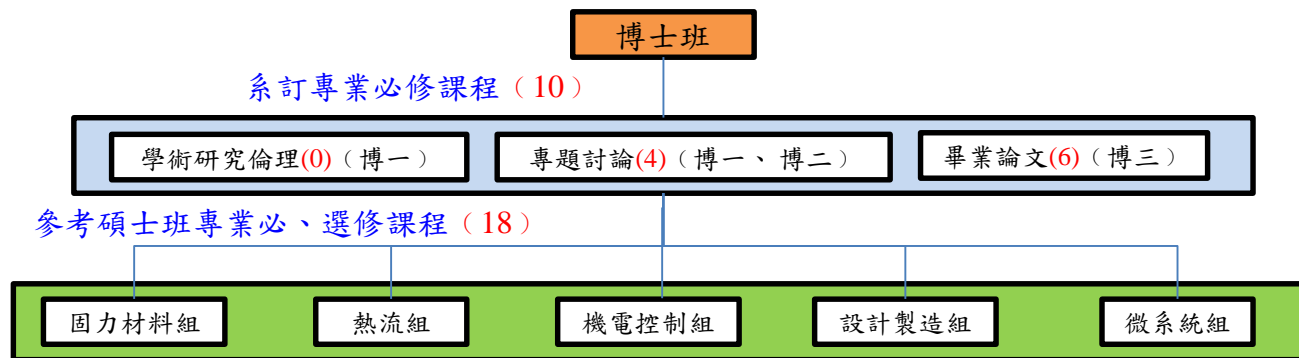 博士班
系訂專業必修課程（10）
學術研究倫理(0)（博一） 專題討論(4)（博一、博二） 畢業論文(6)（博三）
參考碩士班專業必、選修課程（18）
固力材料組 熱流組 機電控制組 設計製造組 微系統組